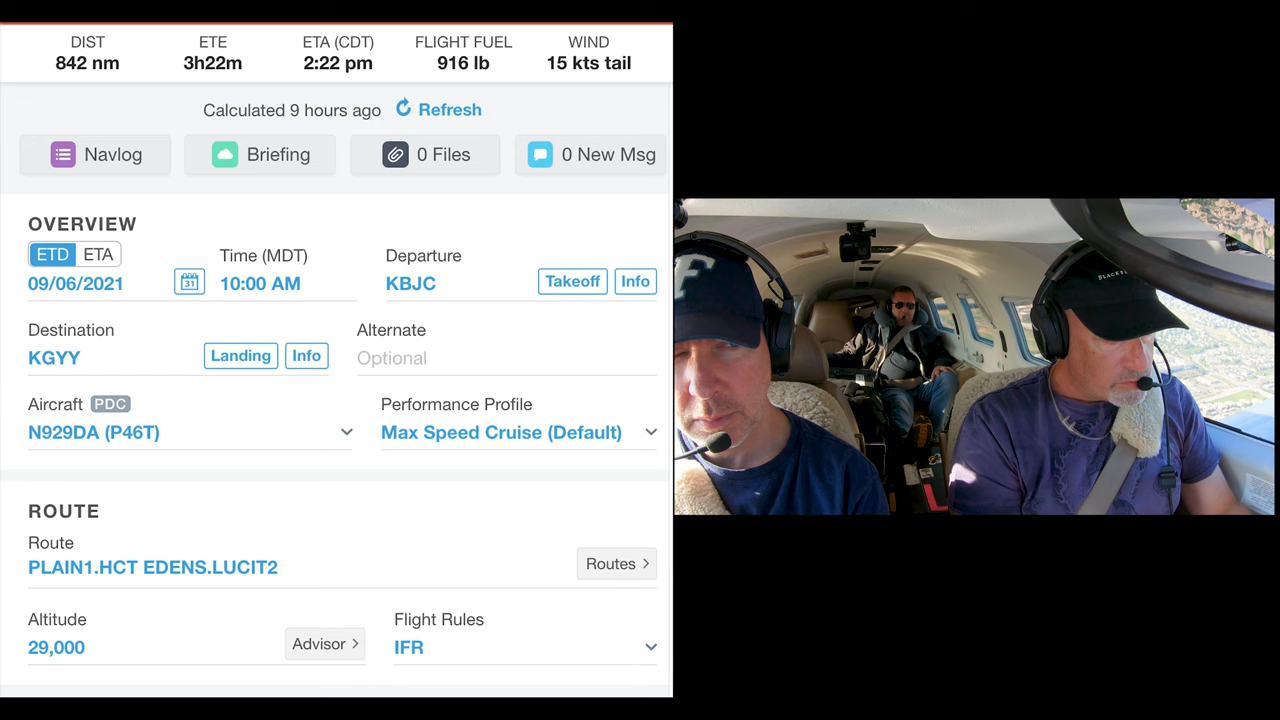 DIST ETE ETA (CDT) FLIGHT FUEL WIND
842 nm 3h22m 2:22 pm 916 lb 15 kts tail
Calculated 9 hours ago Refresh
Navlog Briefing 0 Files 0 New Msg
OVERVIEW
ETD ETA Time (MDT) Departure
09/06/2021 31 10:00 AM KBJC Takeoff Info
Destination Alternate
KGYY Landing Info Optional
Aircraft PDC Performance Profile
N929DA (P46T) Max Speed Cruise (Default)
ROUTE
Route
PLAIN1.HCT EDENS.LUCIT2 Routes >
Altitude Flight Rules
29,000 Advisor > IFR